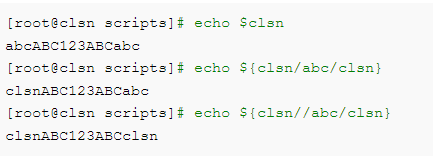 [root@clsn scripts]# echo $clsn
abcABC123ABCabc
[root@clsn scripts]# echo ${clsn/abc/clsn}
clsnABC123ABCabc
[root@clsn scripts]# echo ${clsn//abc/clsn}
clsnABC123ABCclsn